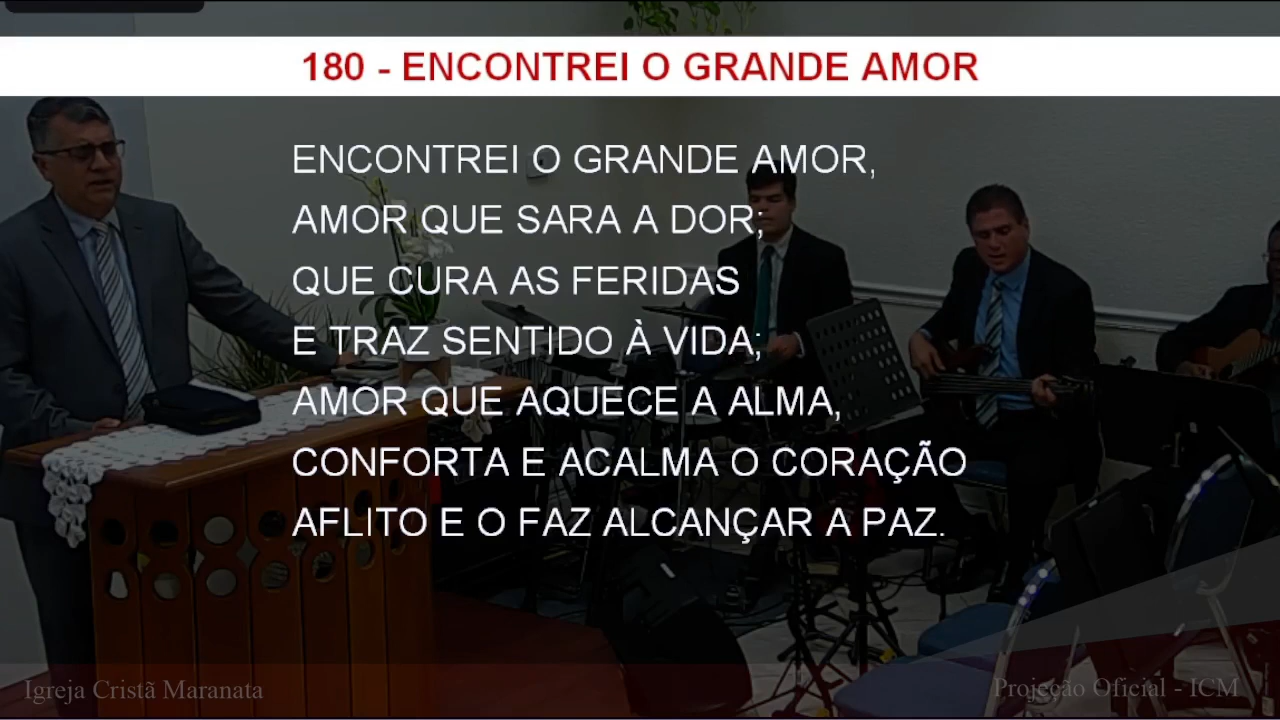 180 - ENCONTREI O GRANDE AMOR
ENCONTREI O GRANDE AMOR,
AMOR QUE SARA A DOR;
QUE CURA AS FERIDAS
E TRAZ SENTIDO À VIDA;
AMOR QUE AQUECE A ALMA,
CONFORTA E ACALMA O CORAÇÃO
AFLITO E O FAZ ALCANÇAR A PAZ.
Igreja Cristã Maranata
Projeção Oficial - ICM